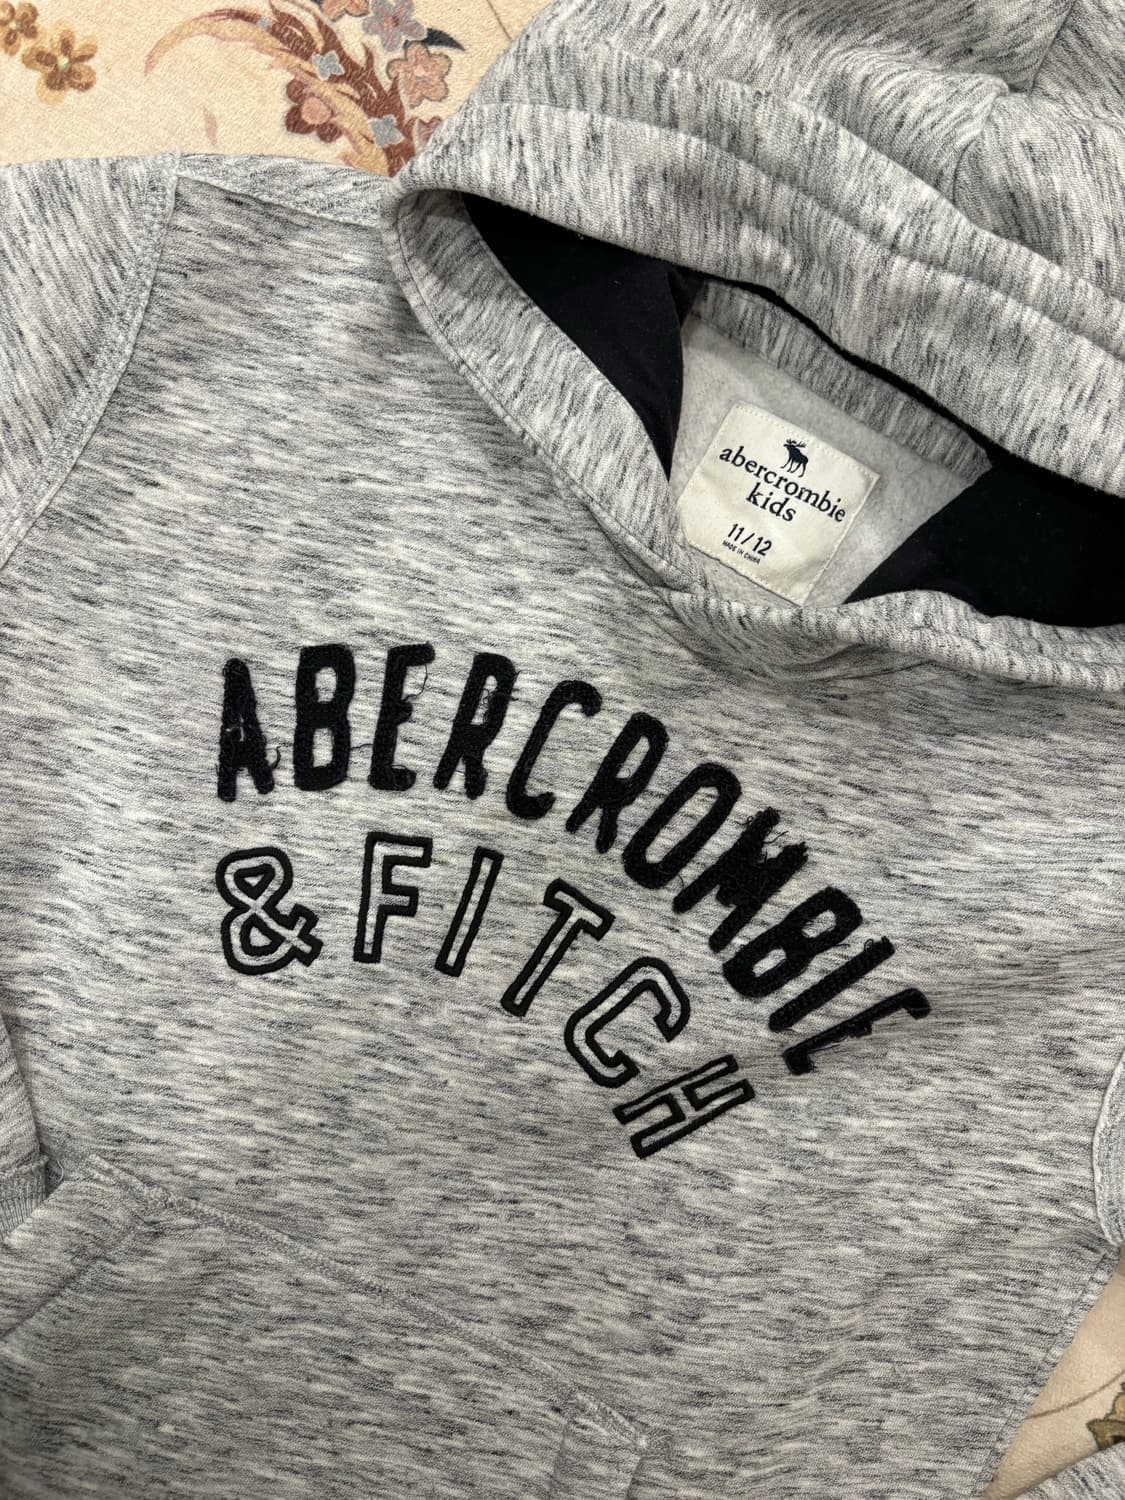 abercrombie
kids
11/12
MADE IN CHINA
ABERCROMBIE
& FITCH